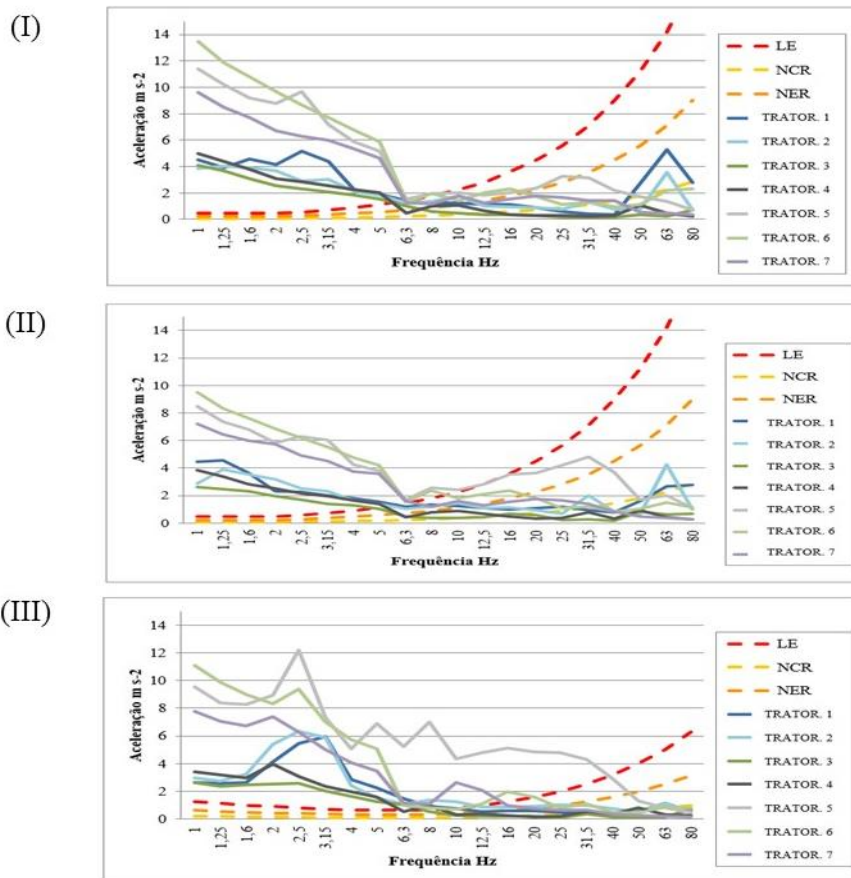 (I)
14
12
10
8
6
4
2
0
Aceleração m s-2
1 1,25 1,6 2 2,5 3,15 4 5 6,3 8 10 12,5 16 20 25 31,5 40 50 63 80
Frequência Hz
LE
NCR
NER
TRATOR. 1
TRATOR. 2
TRATOR. 3
TRATOR. 4
TRATOR. 5
TRATOR. 6
TRATOR. 7
(II)
14
12
10
8
6
4
2
0
Aceleração m s-2
1 1,25 1,6 2 2,5 3,15 4 5 6,3 8 10 12,5 16 20 25 31,5 40 50 63 80
Frequência Hz
LE
NCR
NER
TRATOR. 1
TRATOR. 2
TRATOR. 3
TRATOR. 4
TRATOR. 5
TRATOR. 6
TRATOR. 7
(III)
14
12
10
8
6
4
2
0
Aceleração m s-2
1 1,25 1,6 2 2,5 3,15 4 5 6,3 8 10 12,5 16 20 25 31,5 40 50 63 80
Frequência Hz
LE
NCR
NER
TRATOR. 1
TRATOR. 2
TRATOR. 3
TRATOR. 4
TRATOR. 5
TRATOR. 6
TRATOR. 7